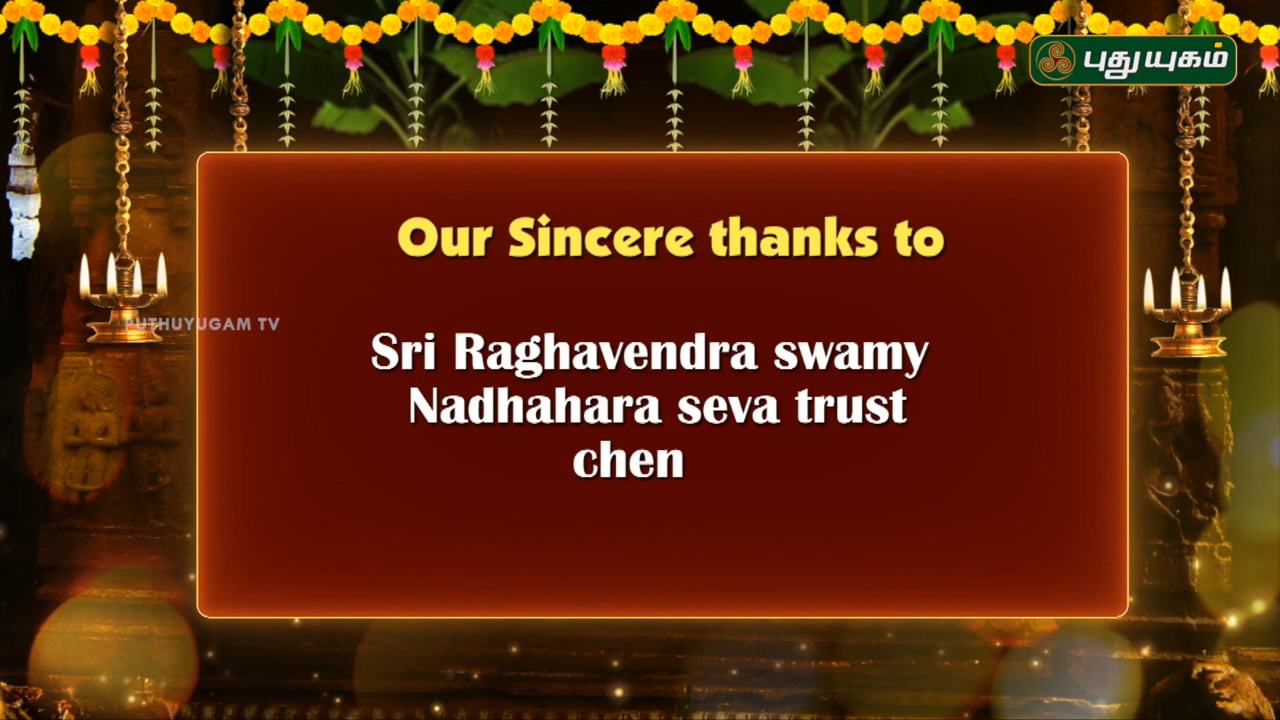 புதுயுகம்
Our Sincere thanks to
PUTHUYUGAM TV
Sri Raghavendra swamy
Nadhahara seva trust
chen